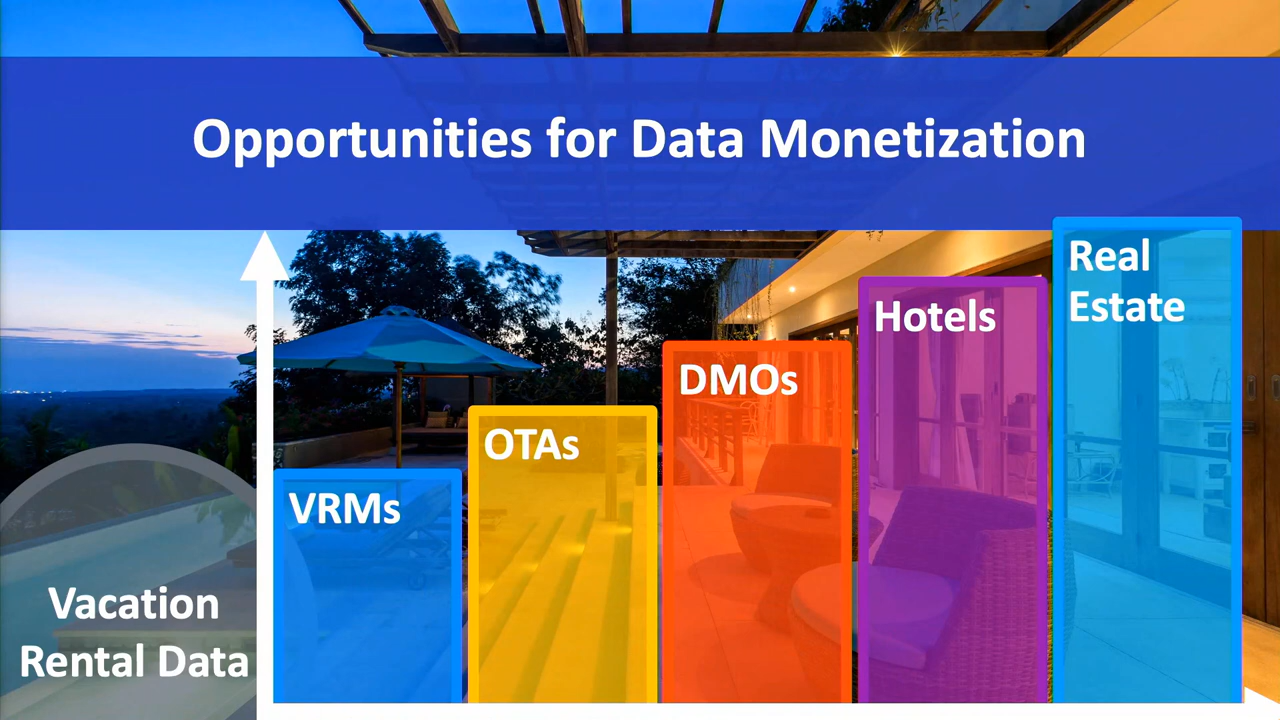 Opportunities for Data Monetization
Real
Estate
Hotels
DMOs
OTAs
VRMs
Vacation
Rental Data